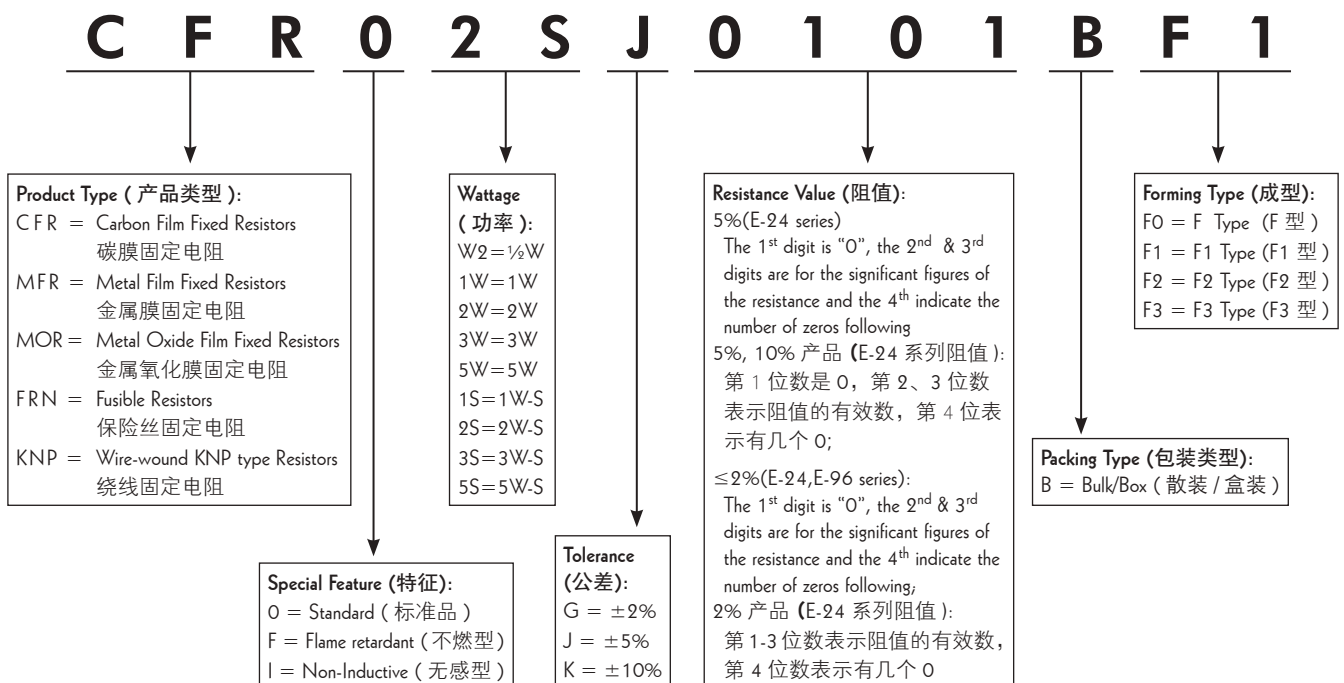 C F R 0 2 S J 0 1 0 1 B F 1
Product Type ( 产品类型 ):
CFR = Carbon Film Fixed Resistors
碳膜固定电阻
MFR = Metal Film Fixed Resistors
金属膜固定电阻
MOR = Metal Oxide Film Fixed Resistors
金属氧化膜固定电阻
FRN = Fusible Resistors
保险丝固定电阻
KNP = Wire-wound KNP type Resistors
绕线固定电阻
Special Feature (特征):
0 = Standard ( 标准品 )
F = Flame retardant ( 不燃型 )
I = Non-Inductive ( 无感型 )
Wattage
( 功率 ):
W2=½W
1W=1W
2W=2W
3W=3W
5W=5W
1S=1W-S
2S=2W-S
3S=3W-S
5S=5W-S
Tolerance
(公差):
G = ±2%
J = ±5%
K = ±10%
Resistance Value (阻值):
5%(E-24 series)
The 1st digit is “0”, the 2nd & 3rd
digits are for the significant figures of
the resistance and the 4th indicate the
number of zeros following
5%, 10% 产品 (E-24 系列阻值 ):
第 1 位数是 0，第 2、3 位数
表示阻值的有效数，第 4 位表
示有几个 0;
≤2%(E-24,E-96 series):
The 1st digit is “0”, the 2nd & 3rd
digits are for the significant figures of
the resistance and the 4th indicate the
number of zeros following;
2% 产品 (E-24 系列阻值 ):
第 1-3 位数表示阻值的有效数，
第 4 位数表示有几个 0
Packing Type (包装类型):
B = Bulk/Box ( 散装 / 盒装 )
Forming Type (成型):
F0 = F Type (F 型 )
F1 = F1 Type (F1 型 )
F2 = F2 Type (F2 型 )
F3 = F3 Type (F3 型 )